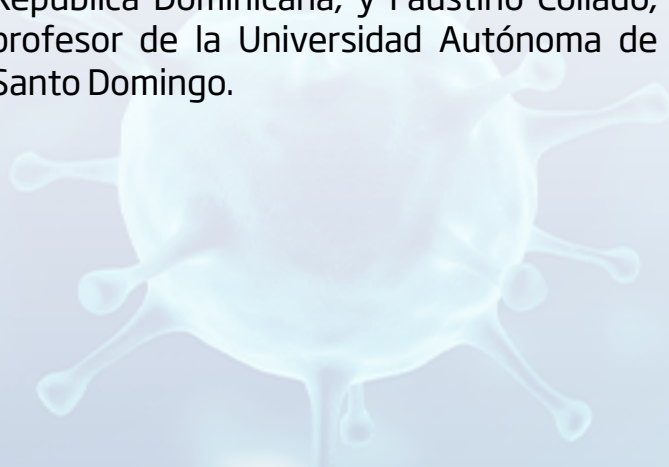 República Dominicana, y Faustino Collado,
profesor de la Universidad Autónoma de
Santo Domingo.